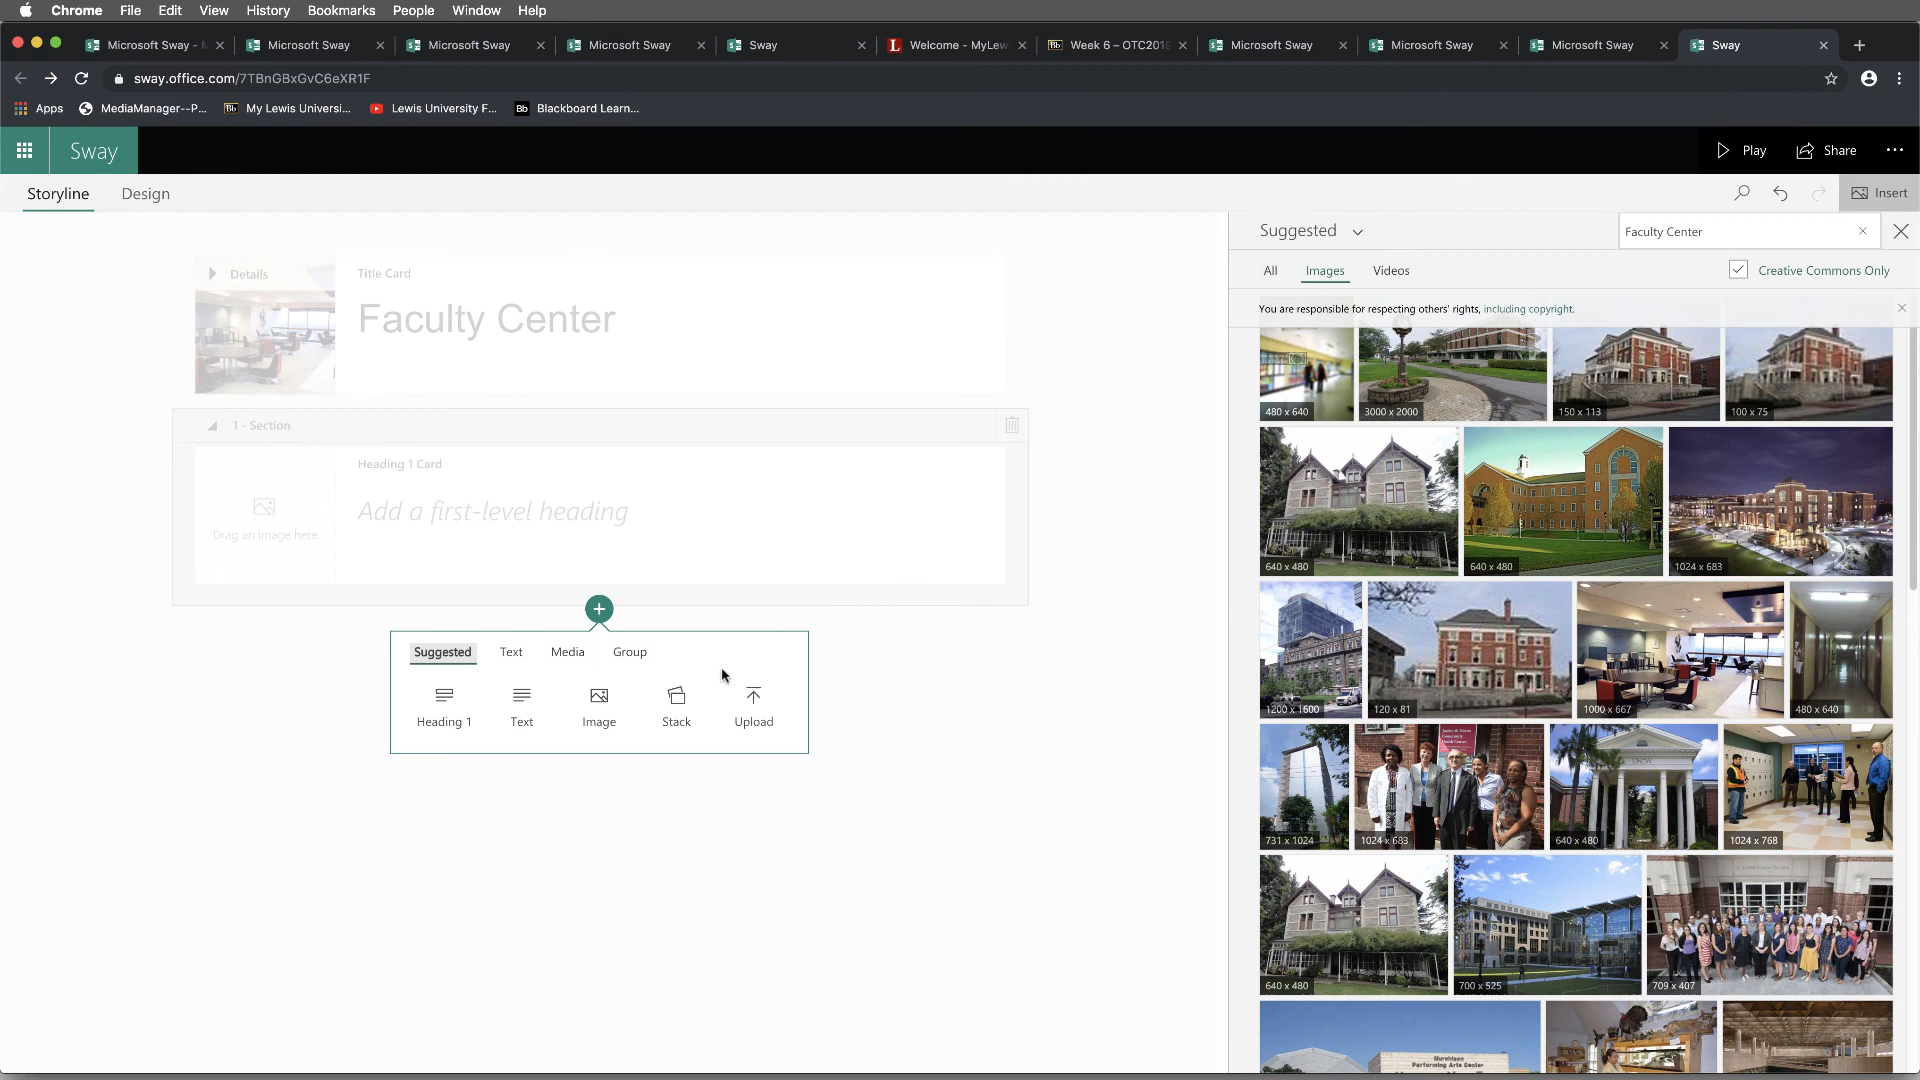 Chrome File Edit View History Bookmarks People Window Help
Microsoft Sway - Microsoft Sway Microsoft Sway Microsoft Sway Sway Welcome - MyLew Week 6 – OTC201 Microsoft Sway Microsoft Sway Microsoft Sway Sway
sway.office.com/7TBnGBxGvC6eXR1F
Apps MediaManager--P... My Lewis Universi... Lewis University F... Blackboard Learn...
Sway Play Share
Storyline Design Insert
Suggested Faculty Center
All Images Videos Creative Commons Only
You are responsible for respecting others' rights, including copyright.
Details Title Card
Faculty Center
1 - Section
Heading 1 Card
Add a first-level heading
Drag an image here
Suggested Text Media Group
Heading 1 Text Image Stack Upload
480 x 640 3000 x 2000 150 x 113 100 x 75
640 x 480 640 x 480 1024 x 683
1200 x 1600 120 x 81 1000 x 667 480 x 640
731 x 1024 1024 x 683 640 x 480 1024 x 768
640 x 480 700 x 525 709 x 407
Murchison
Performing Arts Center